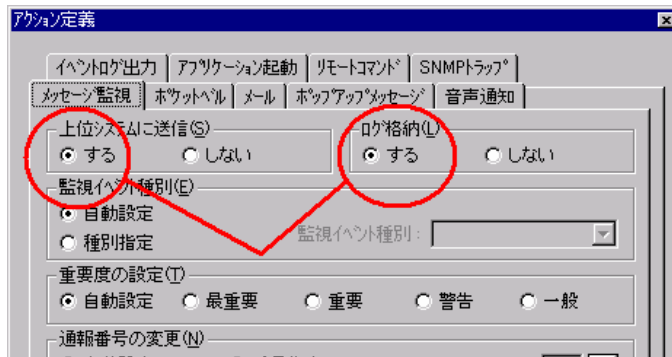 アクション定義
イベントログ出力 アプリケーション起動 リモートコマンド SNMPトラップ
メッセージ監視 ポケットベル メール ポップアップメッセージ 音声通知
上位システムに送信(S) ログ格納(L)
する しない する しない
監視イベント種別(E)
自動設定
種別指定 監視イベント種別:
重要度の設定(T)
自動設定 最重要 重要 警告 一般
通報番号の変更(N)